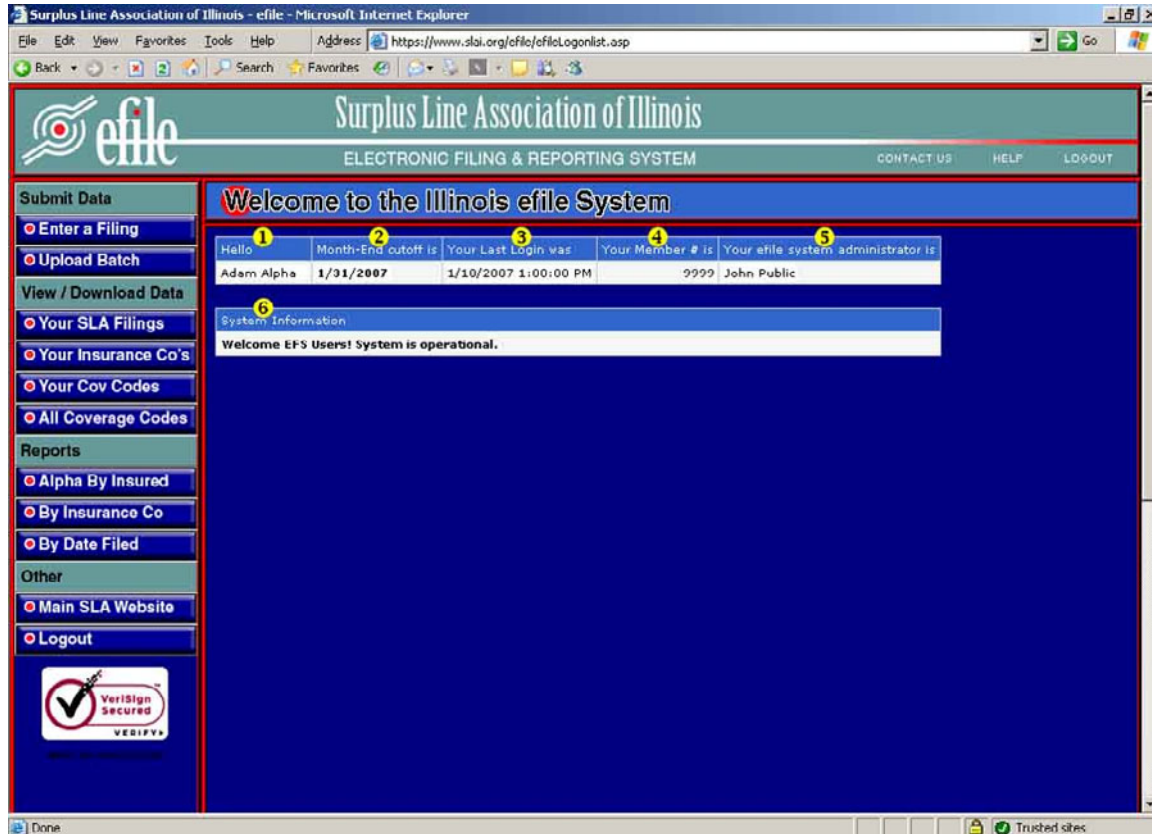 Surplus Line Association of Illinois - efile - Microsoft Internet Explorer
File Edit View Favorites Tools Help Address https://www.slai.org/efile/efileLogonlist.asp Go
Back Search Favorites
efile
Surplus Line Association of Illinois
ELECTRONIC FILING & REPORTING SYSTEM
CONTACT US HELP LOGOUT
Submit Data
Enter a Filing
Upload Batch
View / Download Data
Your SLA Filings
Your Insurance Co's
Your Cov Codes
All Coverage Codes
Reports
Alpha By Insured
By Insurance Co
By Date Filed
Other
Main SLA Website
Logout
VeriSign
Secured
VERIFY
Welcome to the Illinois efile System
1 2 3 4 5
Hello Month-End cutoff is Your Last Login was Your Member # is Your efile system administrator is
Adam Alpha 1/31/2007 1/10/2007 1:00:00 PM 9999 John Public
6
System Information
Welcome EFS Users! System is operational.
Done Trusted sites